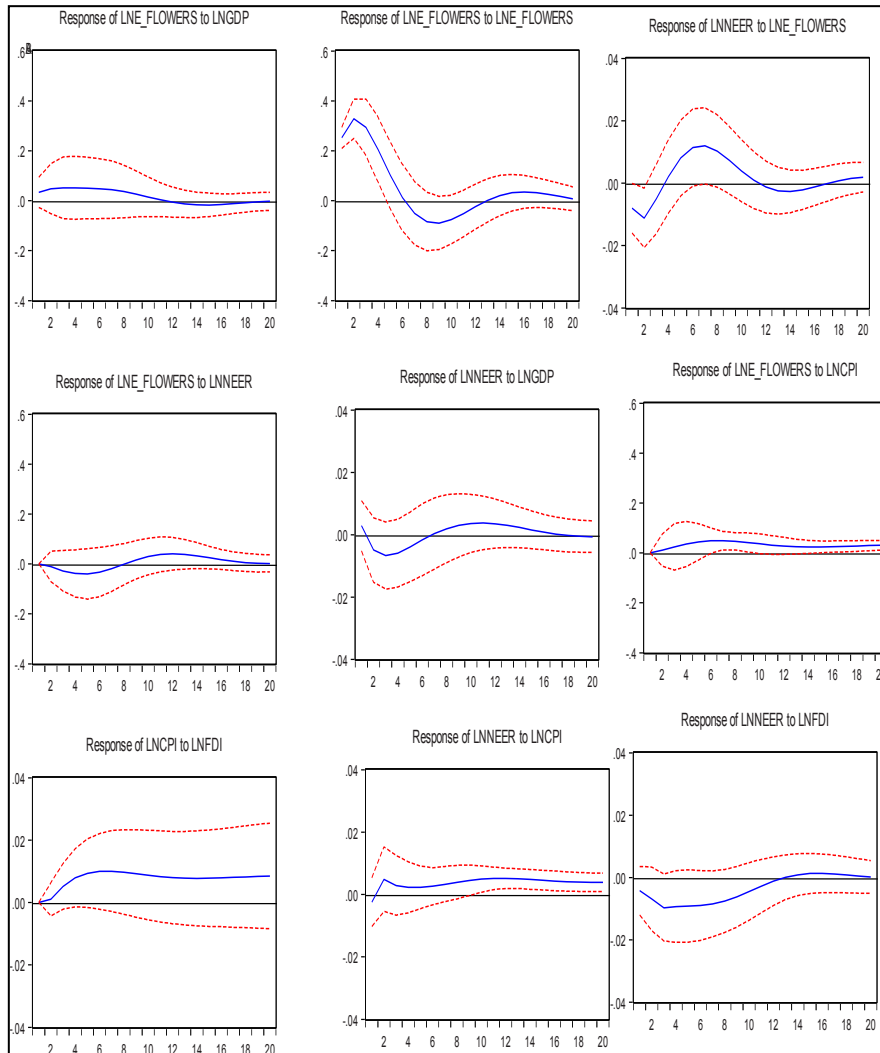 Response of LNE_FLOWERS to LNGDP
.6
.4
.2
.0
-.2
-.4
2 4 6 8 10 12 14 16 18 20
Response of LNE_FLOWERS to LNE_FLOWERS
.6
.4
.2
.0
-.2
-.4
2 4 6 8 10 12 14 16 18 20
Response of LNNEER to LNE_FLOWERS
.04
.02
.00
-.02
-.04
2 4 6 8 10 12 14 16 18 20
Response of LNE_FLOWERS to LNNEER
.6
.4
.2
.0
-.2
-.4
2 4 6 8 10 12 14 16 18 20
Response of LNNEER to LNGDP
.04
.02
.00
-.02
-.04
2 4 6 8 10 12 14 16 18 20
Response of LNE_FLOWERS to LNCPI
.6
.4
.2
.0
-.2
-.4
2 4 6 8 10 12 14 16 18 20
Response of LNCPI to LNFDI
.04
.02
.00
-.02
-.04
2 4 6 8 10 12 14 16 18 20
Response of LNNEER to LNCPI
.04
.02
.00
-.02
-.04
2 4 6 8 10 12 14 16 18 20
Response of LNNEER to LNFDI
.04
.02
.00
-.02
-.04
2 4 6 8 10 12 14 16 18 20